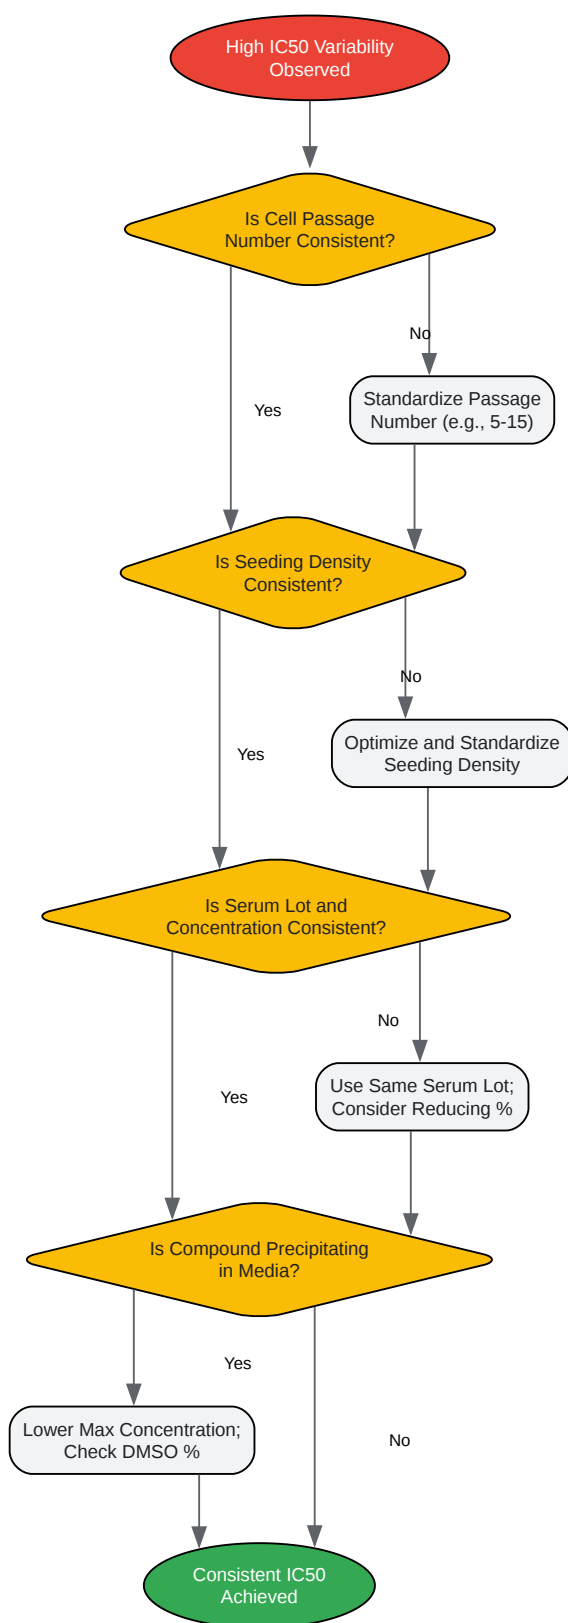 High IC50 Variability
Observed
Is Cell Passage
Number Consistent?
No
Standardize Passage
Number (e.g., 5-15)
Yes
Is Seeding Density
Consistent?
No
Optimize and Standardize
Seeding Density
Yes
Is Serum Lot and
Concentration Consistent?
No
Use Same Serum Lot;
Consider Reducing %
Yes
Is Compound Precipitating
in Media?
Yes
Lower Max Concentration;
Check DMSO %
No
Consistent IC50
Achieved